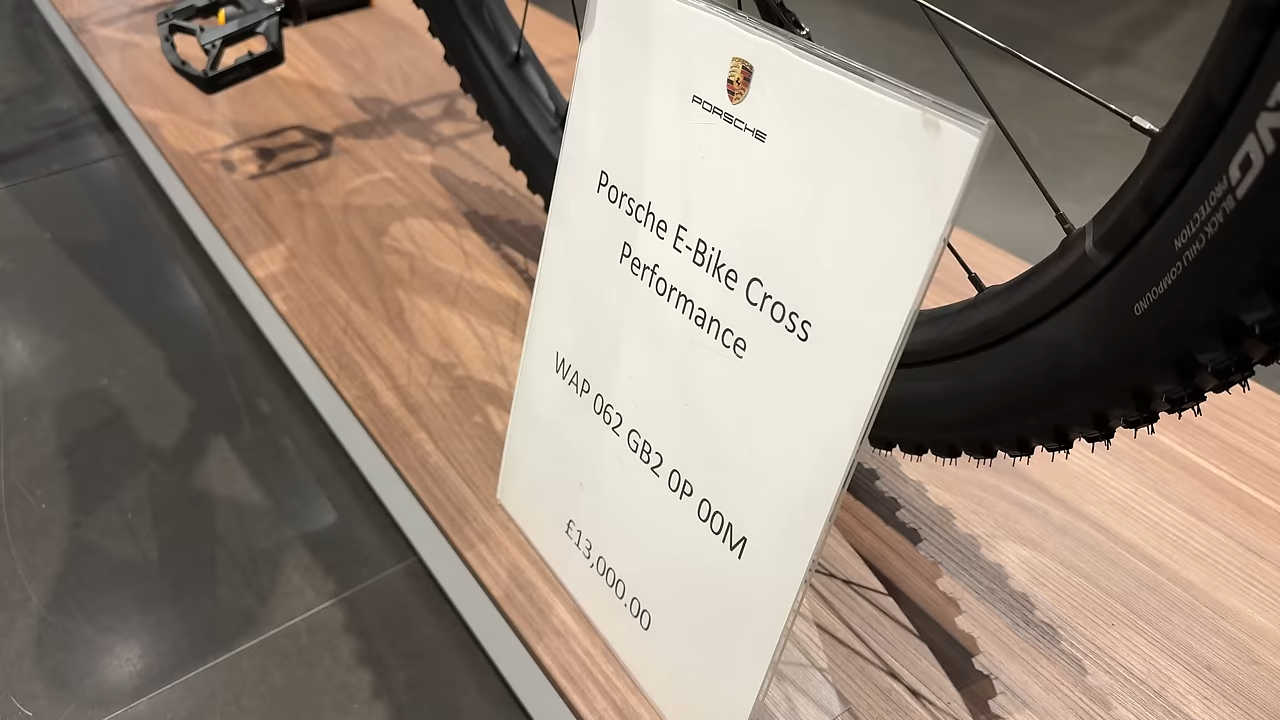 PORSCHE
Porsche E-Bike Cross
Performance
WAP 062 GB2 0P 00M
£13,000.00
BLACK CHILI COMPOUND
PROTECTION